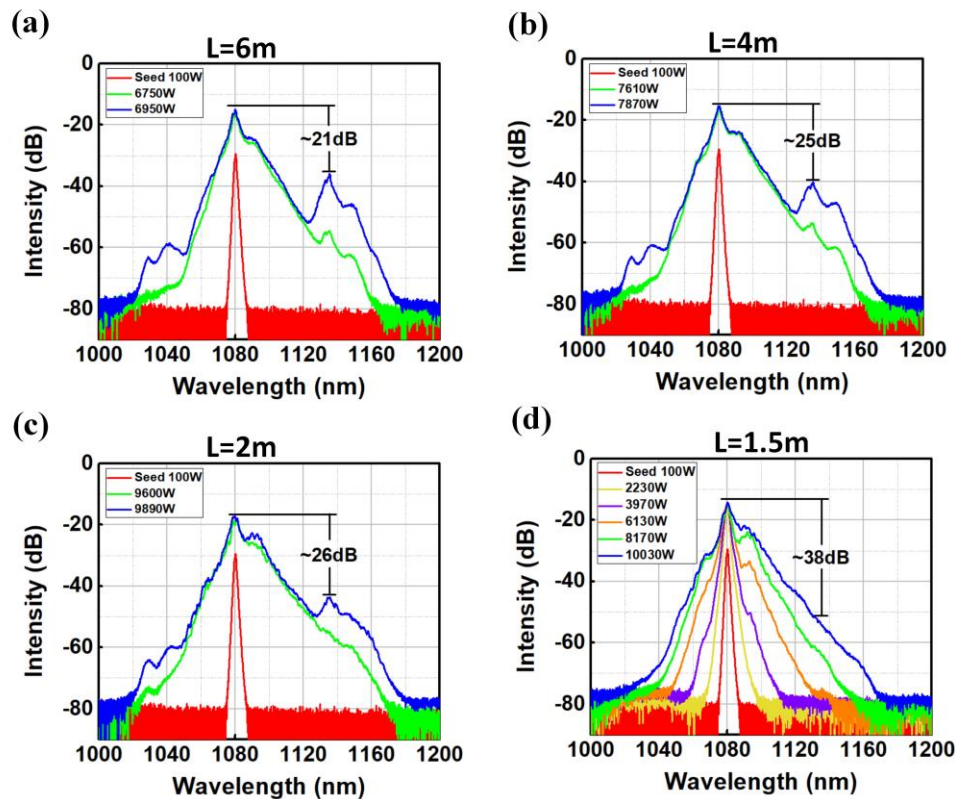 (a)
L=6m
Seed 100W
6750W
6950W
~21dB
0
-20
-40
-60
-80
Intensity (dB)
1000 1040 1080 1120 1160 1200
Wavelength (nm)
(b)
L=4m
Seed 100W
7610W
7870W
~25dB
0
-20
-40
-60
-80
Intensity (dB)
1000 1040 1080 1120 1160 1200
Wavelength (nm)
(c)
L=2m
Seed 100W
9600W
9890W
~26dB
0
-20
-40
-60
-80
Intensity (dB)
1000 1040 1080 1120 1160 1200
Wavelength (nm)
(d)
L=1.5m
Seed 100W
2230W
3970W
6130W
8170W
10030W
~38dB
0
-20
-40
-60
-80
Intensity (dB)
1000 1040 1080 1120 1160 1200
Wavelength (nm)